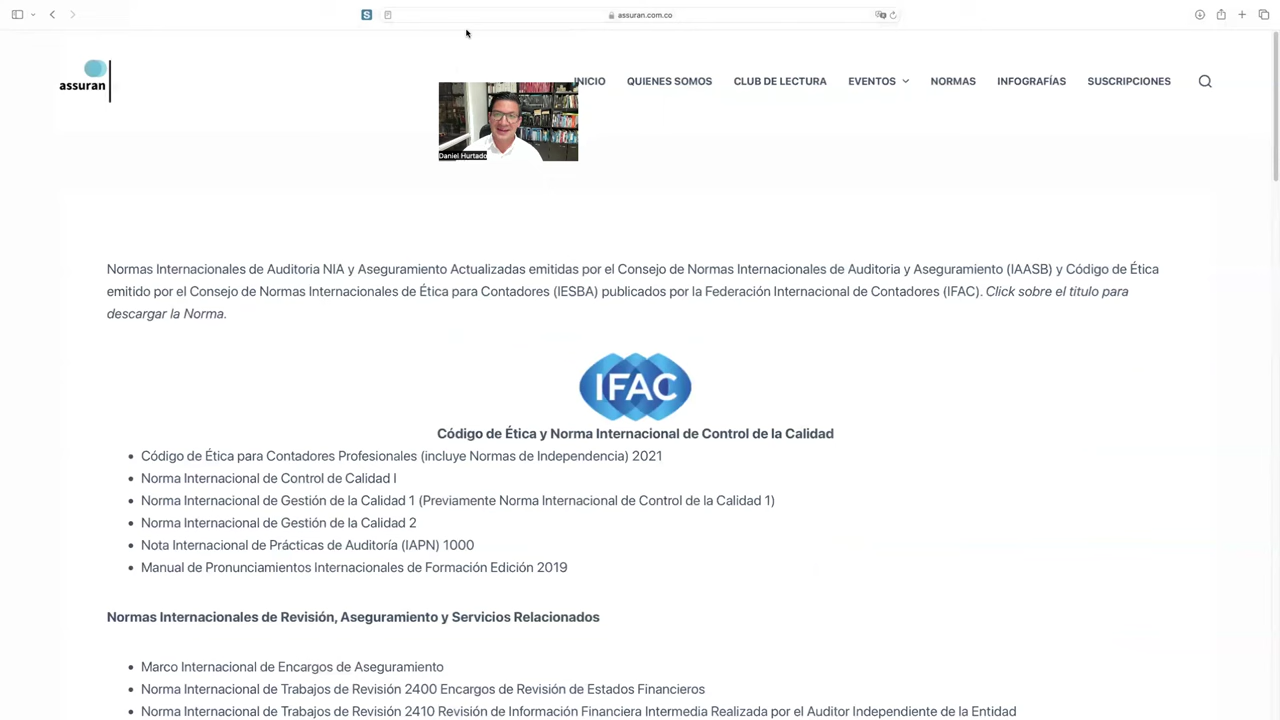 assuran.com.co
assuran
INICIO QUIENES SOMOS CLUB DE LECTURA EVENTOS NORMAS INFOGRAFÍAS SUSCRIPCIONES
Daniel Hurtado
Normas Internacionales de Auditoria NIA y Aseguramiento Actualizadas emitidas por el Consejo de Normas Internacionales de Auditoria y Aseguramiento (IAASB) y Código de Ética
emitido por el Consejo de Normas Internacionales de Ética para Contadores (IESBA) publicados por la Federación Internacional de Contadores (IFAC). Click sobre el titulo para
descargar la Norma.
IFAC
Código de Ética y Norma Internacional de Control de la Calidad
• Código de Ética para Contadores Profesionales (incluye Normas de Independencia) 2021
• Norma Internacional de Control de Calidad I
• Norma Internacional de Gestión de la Calidad 1 (Previamente Norma Internacional de Control de la Calidad 1)
• Norma Internacional de Gestión de la Calidad 2
• Nota Internacional de Prácticas de Auditoría (IAPN) 1000
• Manual de Pronunciamientos Internacionales de Formación Edición 2019
Normas Internacionales de Revisión, Aseguramiento y Servicios Relacionados
• Marco Internacional de Encargos de Aseguramiento
• Norma Internacional de Trabajos de Revisión 2400 Encargos de Revisión de Estados Financieros
• Norma Internacional de Trabajos de Revisión 2410 Revisión de Información Financiera Intermedia Realizada por el Auditor Independiente de la Entidad